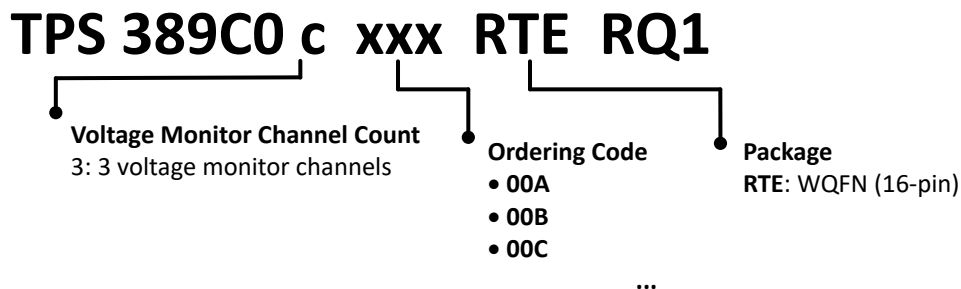 TPS 389C0 c xxx RTE RQ1
Voltage Monitor Channel Count
3: 3 voltage monitor channels
Ordering Code
• 00A
• 00B
• 00C
...
Package
RTE: WQFN (16-pin)